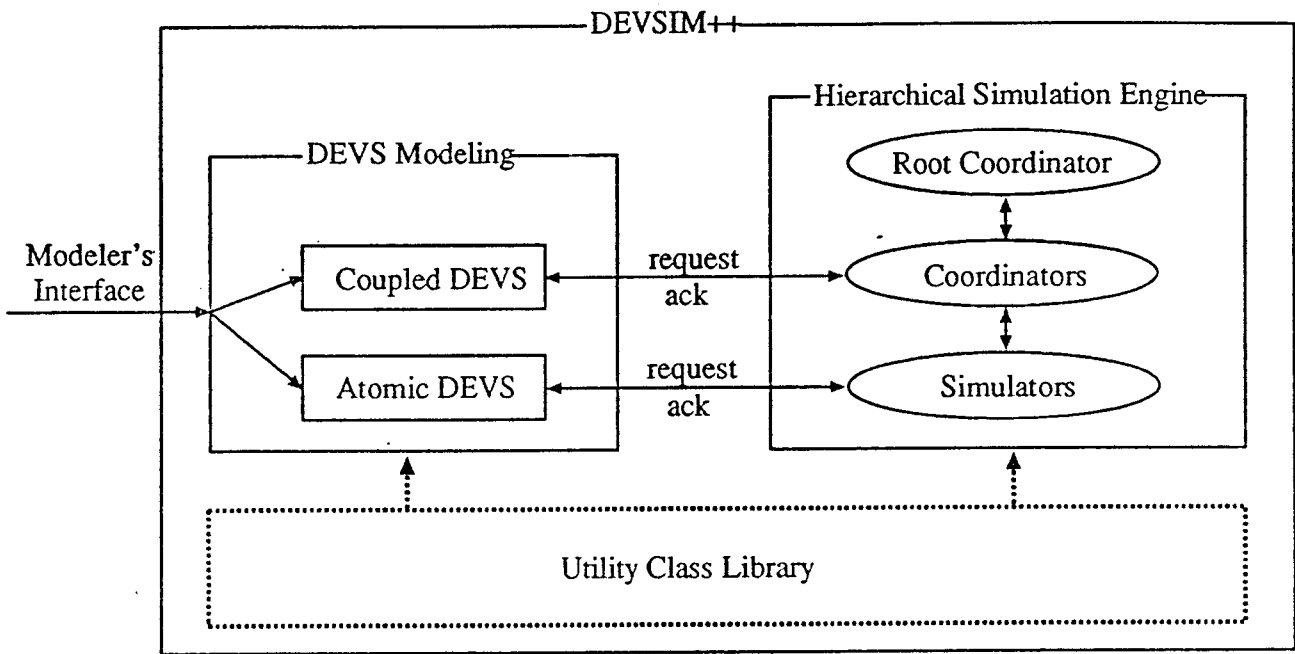 DEVSIM++
Hierarchical Simulation Engine
DEVS Modeling
Root Coordinator
Modeler's
Interface
Coupled DEVS
request
ack
Coordinators
Atomic DEVS
request
ack
Simulators
Utility Class Library